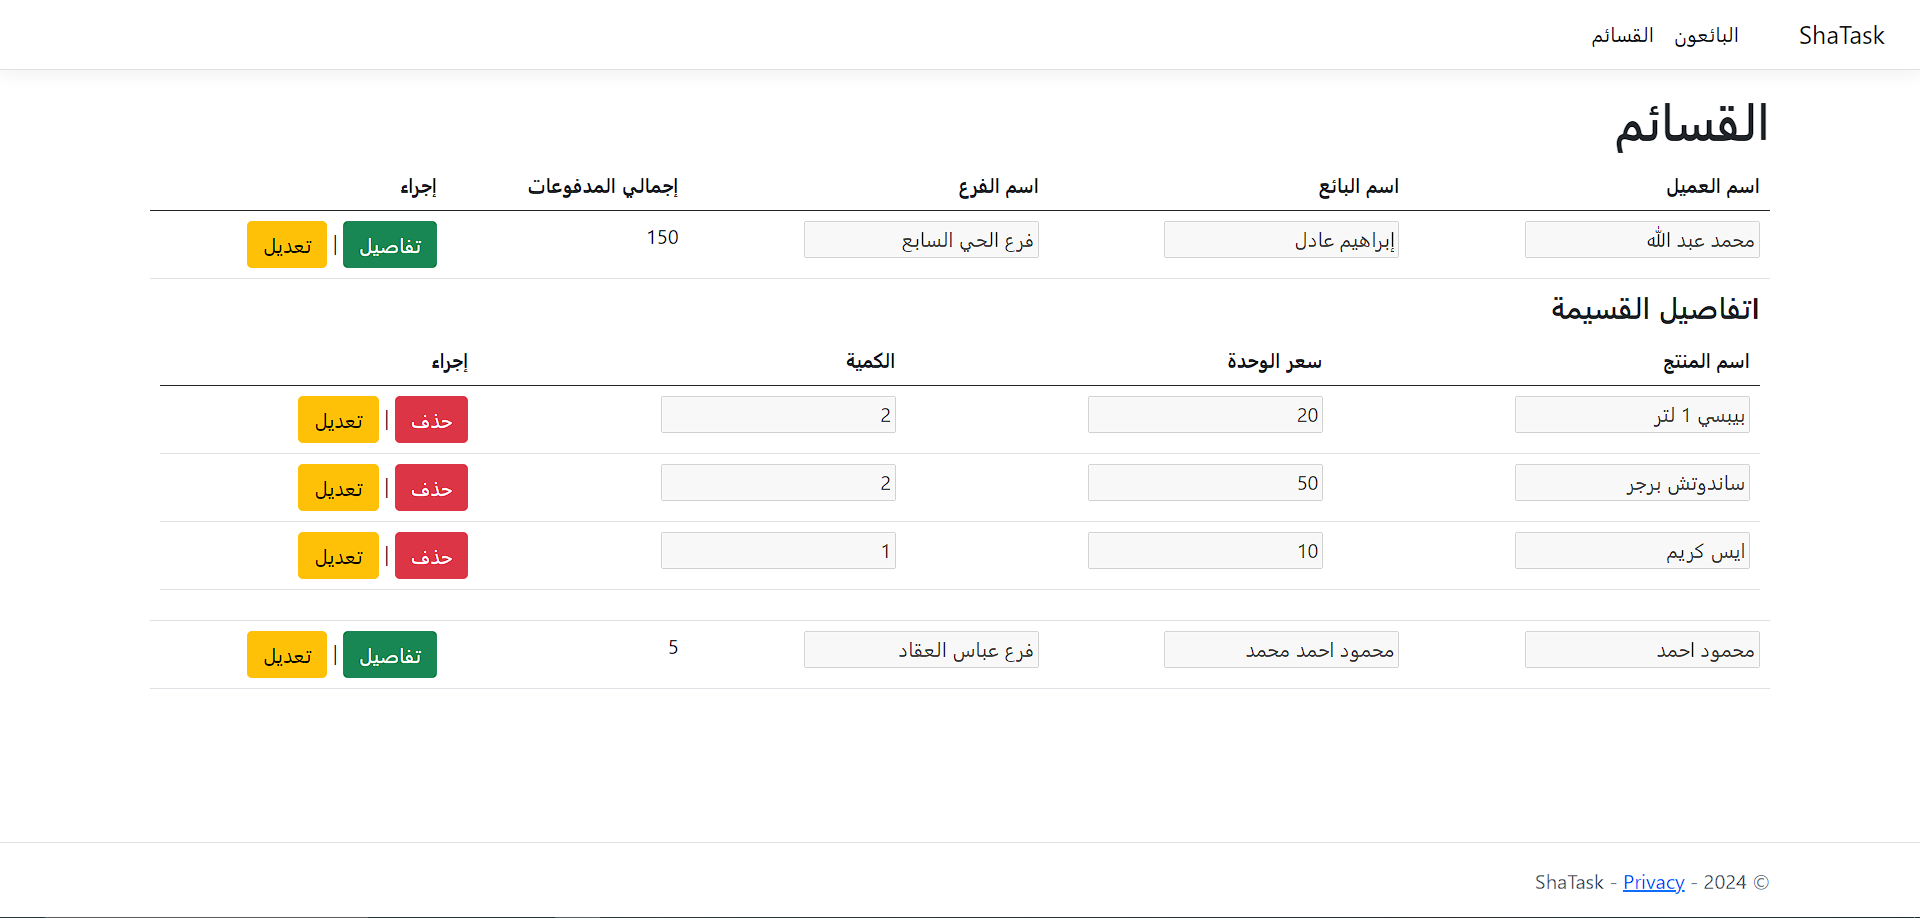 ShaTask البائعون القسائم
القسائم
اسم العميل اسم البائع اسم الفرع إجمالي المدفوعات إجراء
محمد عبد الله إبراهيم عادل فرع الحي السابع 150 تفاصيل | تعديل
اتفاصيل القسيمة
اسم المنتج سعر الوحدة الكمية إجراء
بيبسي 1 لتر 20 2 حذف | تعديل
ساندوتش برجر 50 2 حذف | تعديل
ايس كريم 10 1 حذف | تعديل
محمود احمد محمود احمد محمد فرع عباس العقاد 5 تفاصيل | تعديل
© 2024 - ShaTask - Privacy